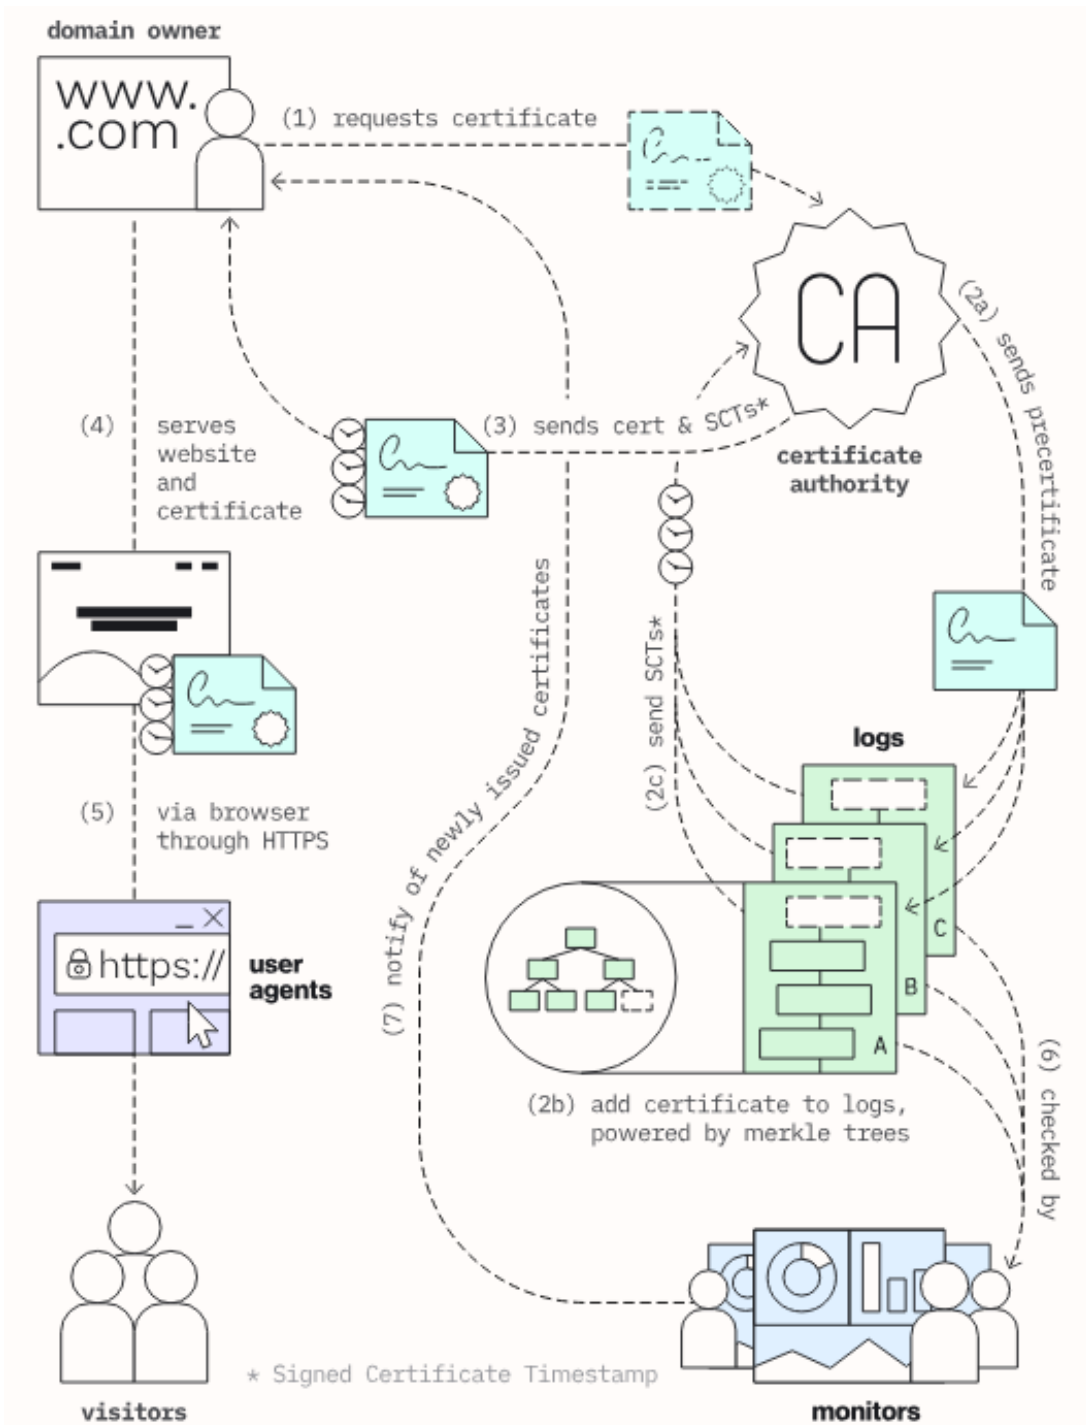 domain owner
www.
.com
(1) requests certificate
CA
certificate
authority
(2a) sends precertificate
(3) sends cert & SCTs*
(4) serves
website
and
certificate
(2c) send SCTs*
(7) notify of newly issued certificates
logs
(5) via browser
through HTTPS
https://
user
agents
C
B
A
(2b) add certificate to logs,
powered by merkle trees
(6) checked by
* Signed Certificate Timestamp
visitors
monitors